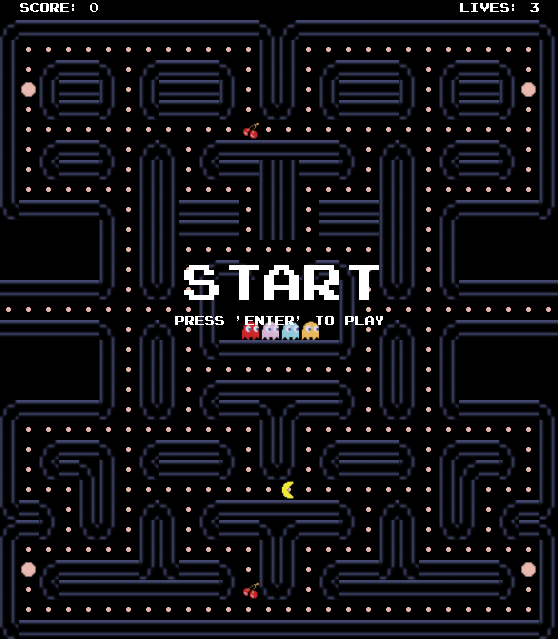 SCORE: 0 LIVES: 3
START
PRESS 'ENTER' TO PLAY